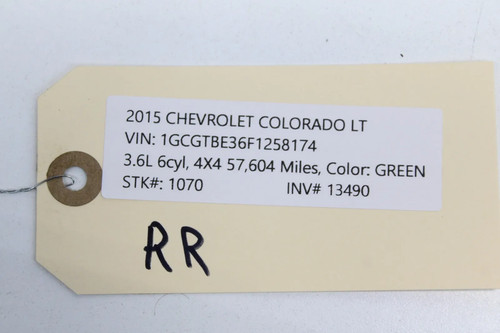 2015 CHEVROLET COLORADO LT
VIN: 1GCGTBE36F1258174
3.6L 6cyl, 4X4 57,604 Miles, Color: GREEN
STK#: 1070 INV# 13490
RR